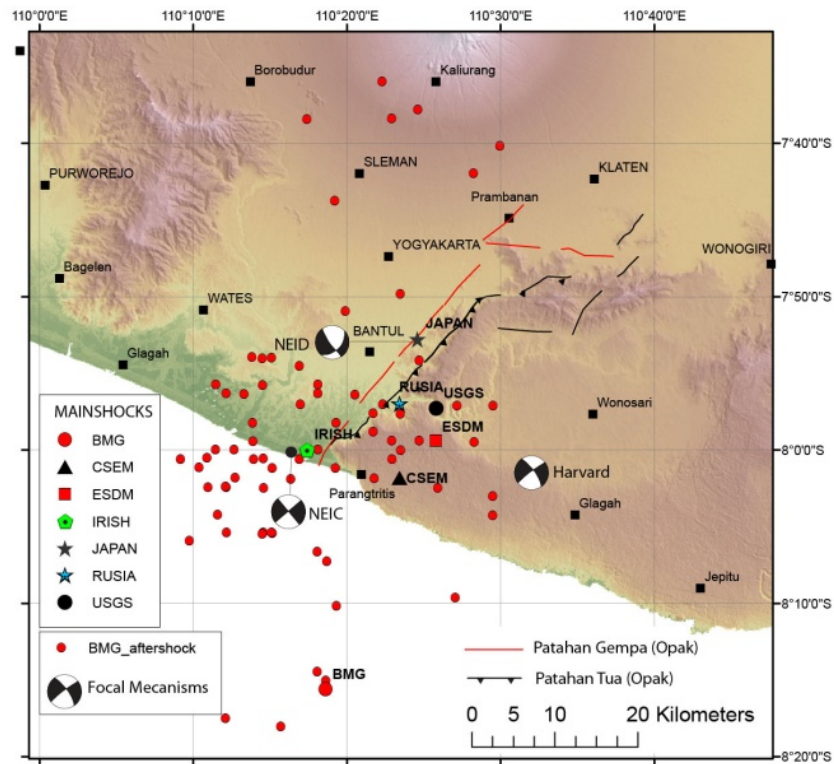 110°0'0"E 110°10'0"E 110°20'0"E 110°30'0"E 110°40'0"E
Borobudur
Kaliurang
7°40'0"S
SLEMAN
KLATEN
PURWOREJO
Prambanan
YOGYAKARTA
WONOGIRI
Bagelen
7°50'0"S
WATES
JAPAN
NEID
BANTUL
Glagah
RUSIA
USGS
Wonosari
ESDM
IRISH
8°0'0"S
Harvard
Parangtritis
CSEM
Glagah
NEIC
Jepitu
8°10'0"S
BMG
8°20'0"S
MAINSHOCKS
BMG
CSEM
ESDM
IRISH
JAPAN
RUSIA
USGS
BMG_aftershock
Focal Mecanisms
Patahan Gempa (Opak)
Patahan Tua (Opak)
0 5 10 20 Kilometers